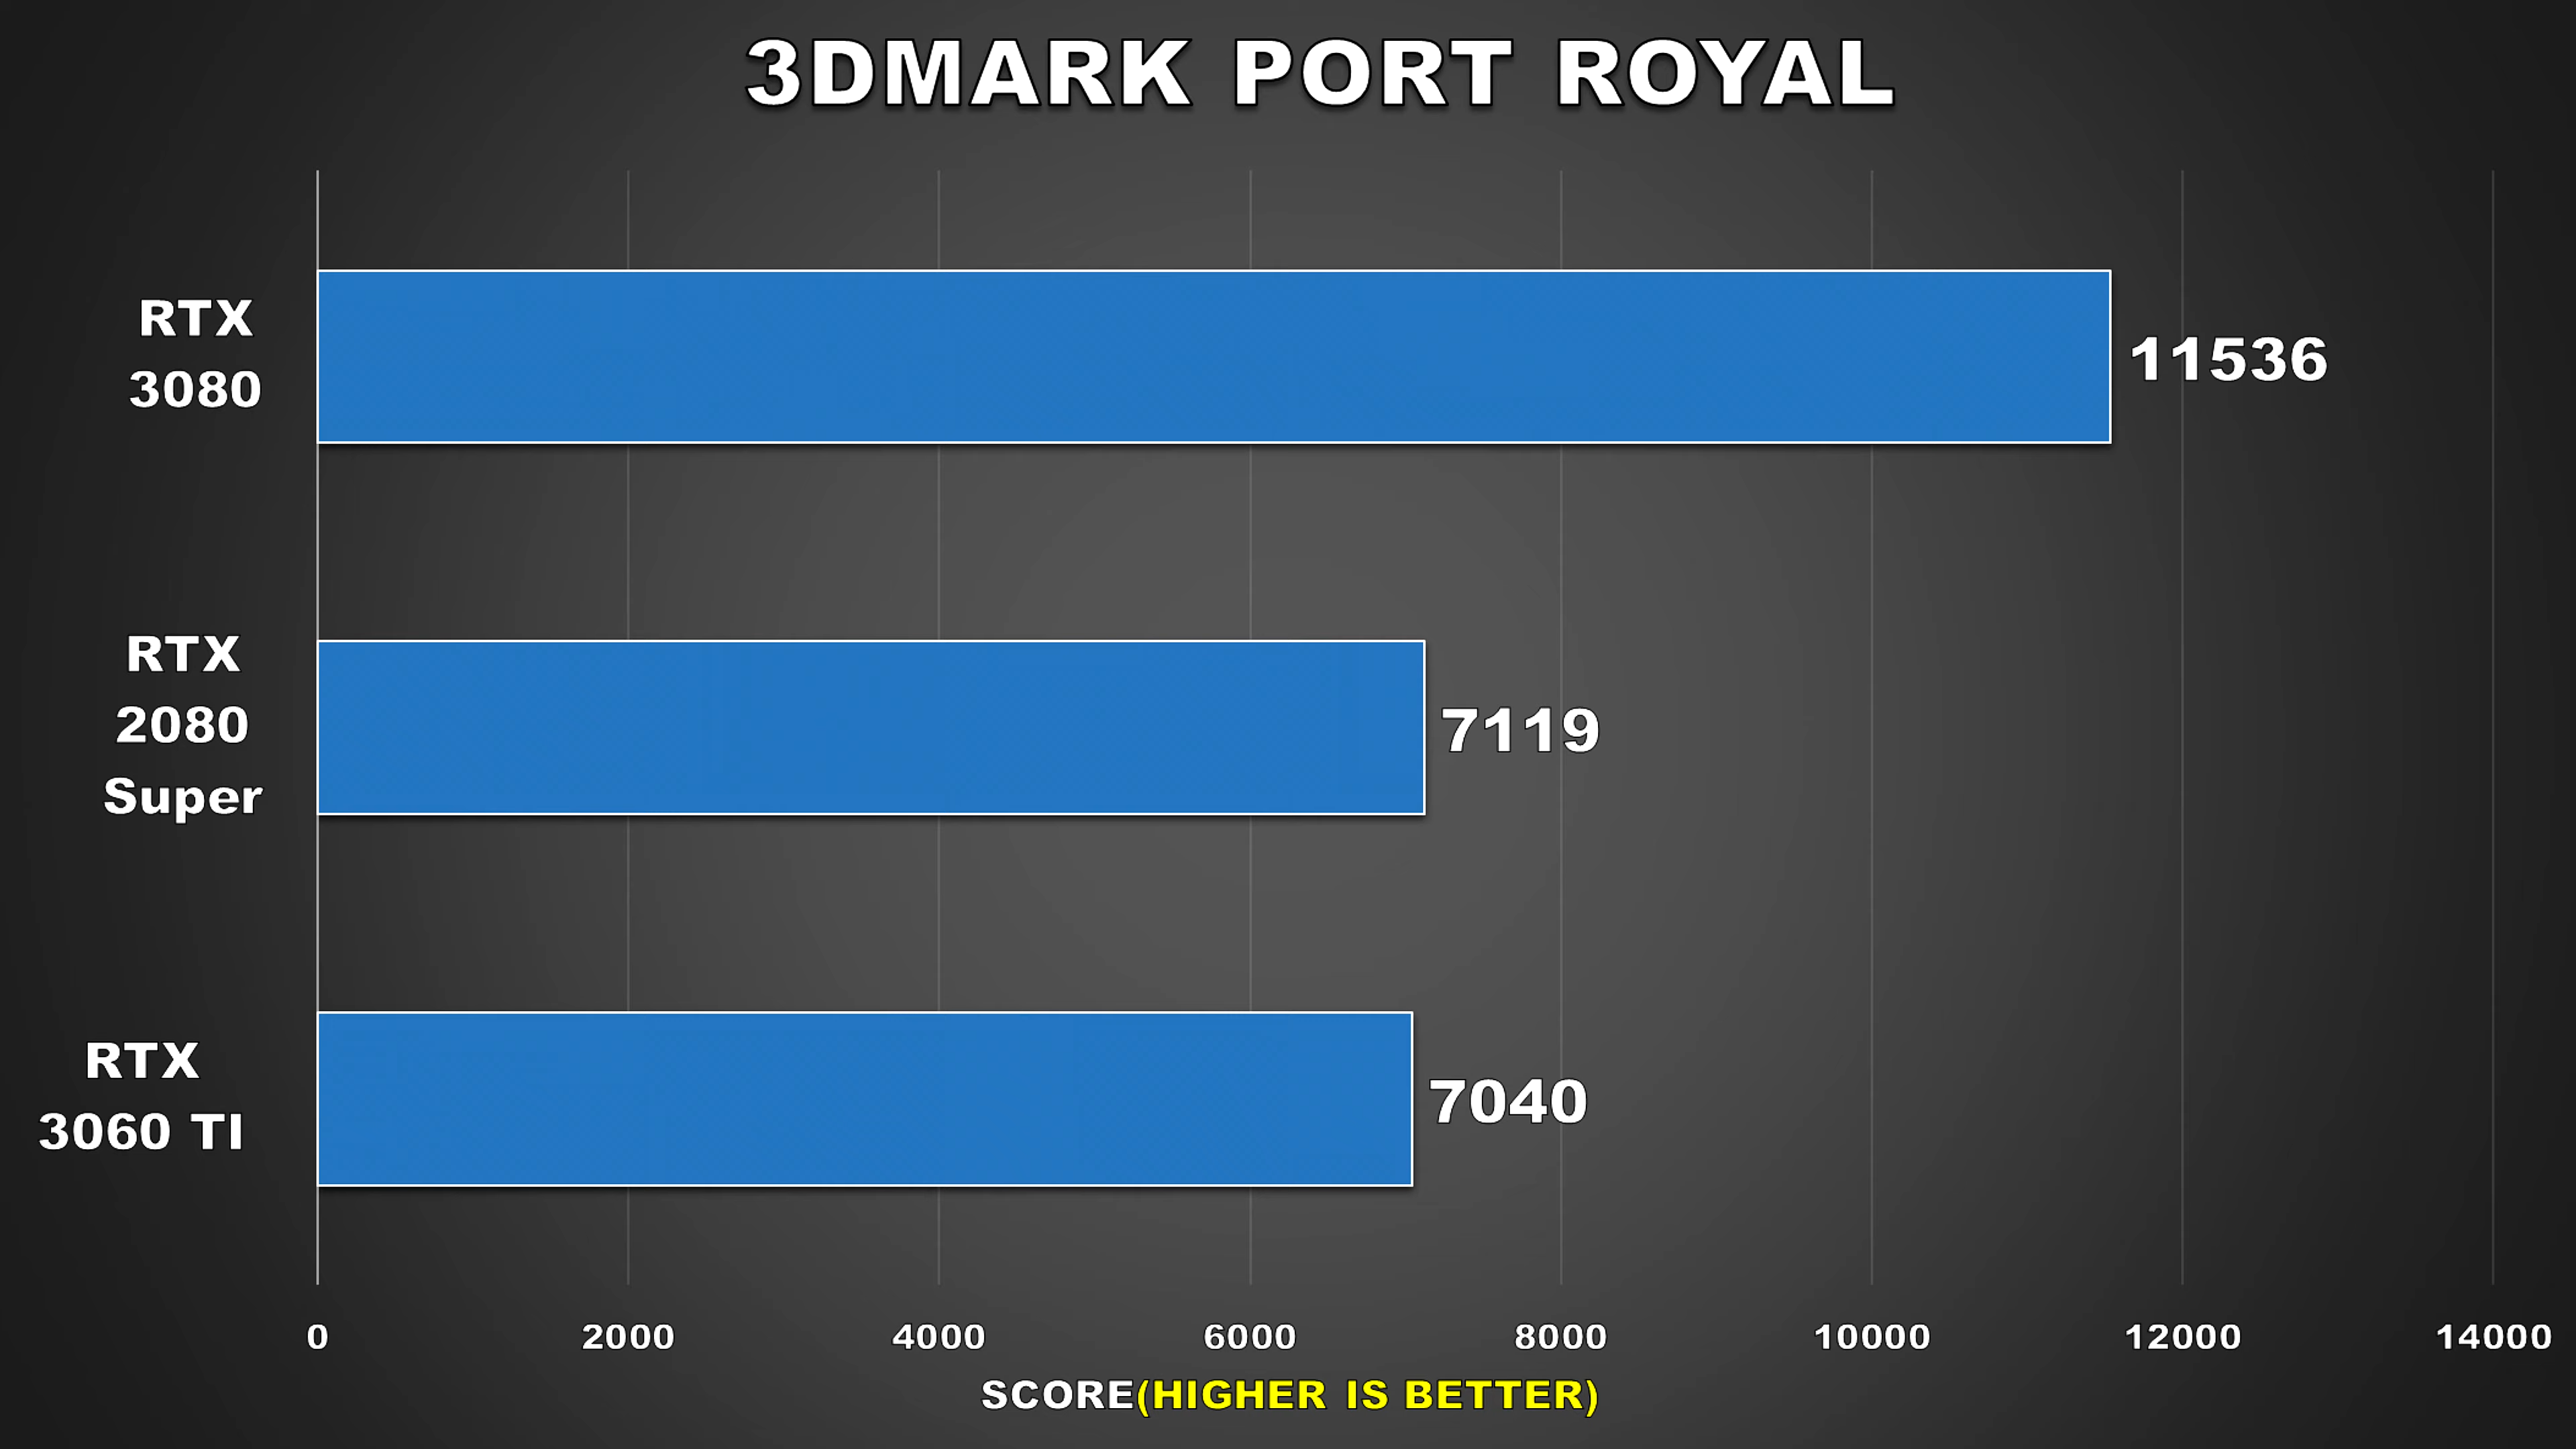 3DMARK PORT ROYAL
RTX
3080
11536
RTX
2080
Super
7119
RTX
3060 TI
7040
0 2000 4000 6000 8000 10000 12000 14000
SCORE(HIGHER IS BETTER)